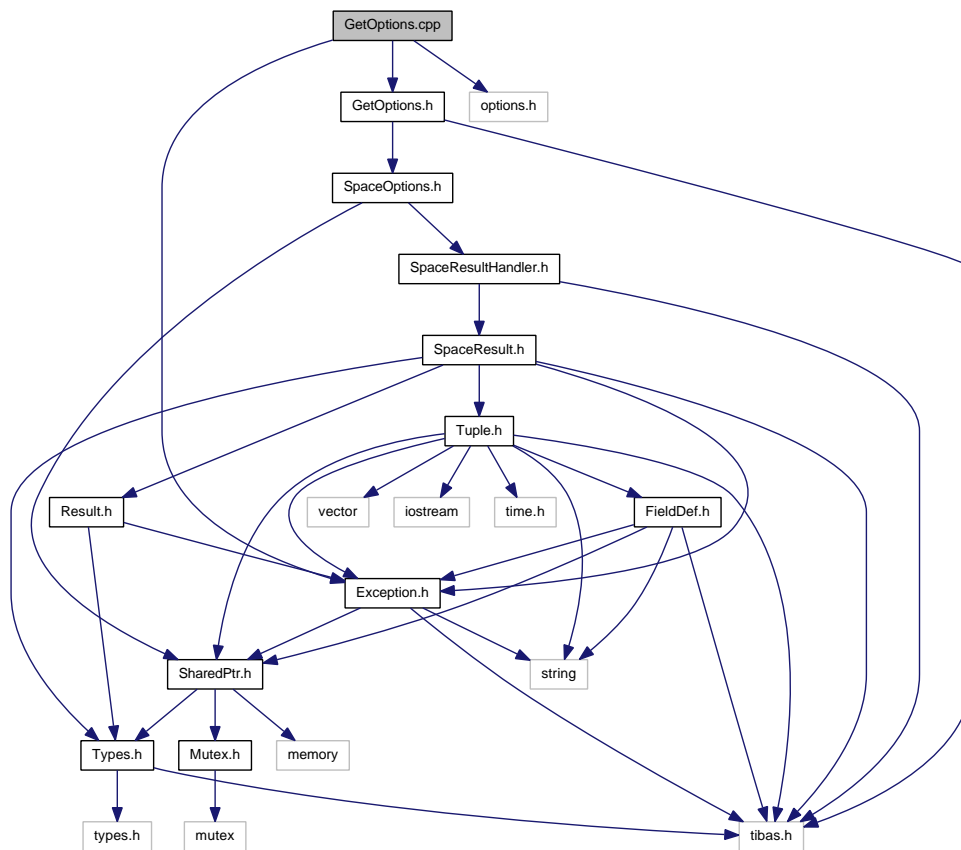 GetOptions.cpp
GetOptions.h
options.h
SpaceOptions.h
SpaceResultHandler.h
SpaceResult.h
Tuple.h
Result.h
vector
iostream
time.h
FieldDef.h
Exception.h
SharedPtr.h
string
Types.h
Mutex.h
memory
types.h
mutex
tibas.h